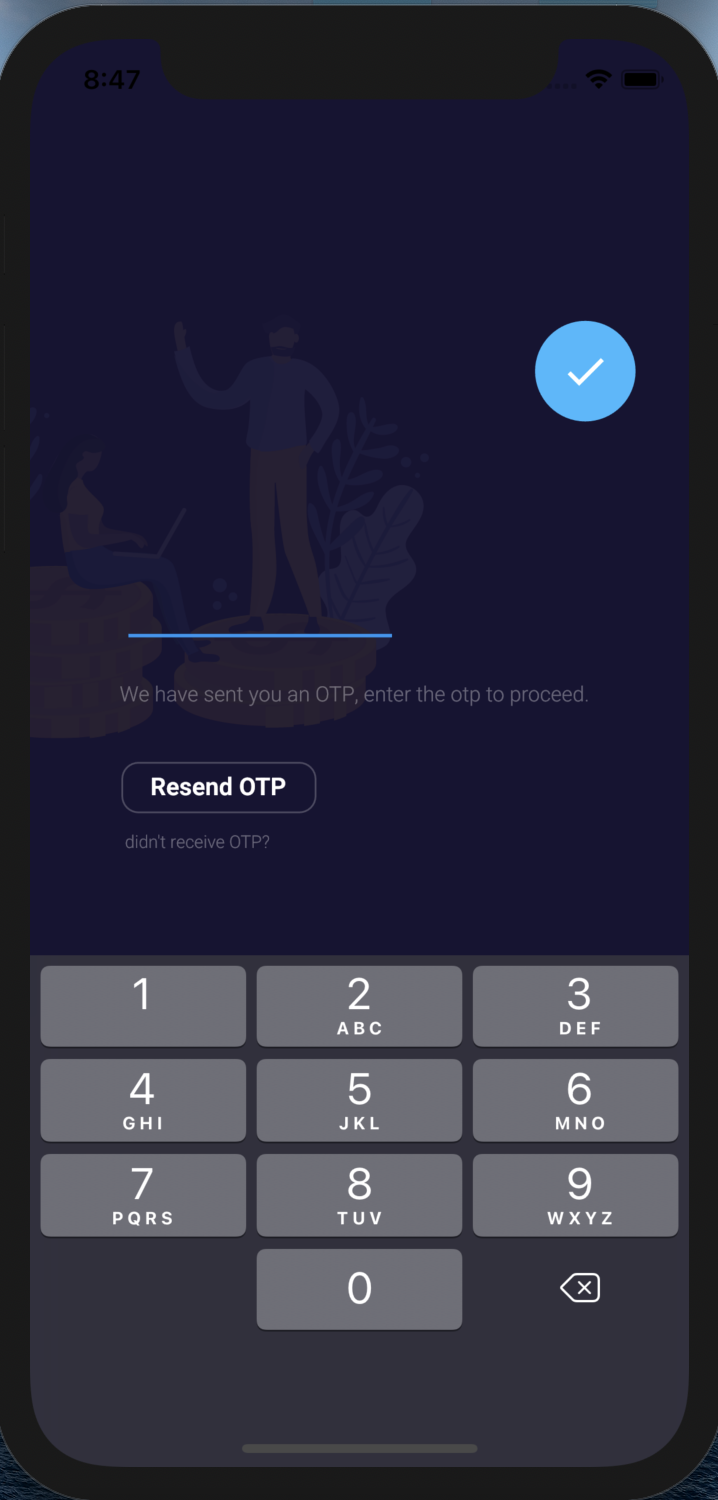 8:47
We have sent you an OTP, enter the otp to proceed.
Resend OTP
didn't receive OTP?
1
2
ABC
3
DEF
4
GHI
5
JKL
6
MNO
7
PQRS
8
TUV
9
WXYZ
0